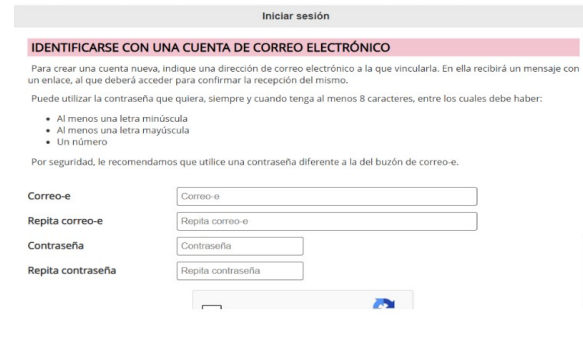 Iniciar sesión
IDENTIFICARSE CON UNA CUENTA DE CORREO ELECTRÓNICO
Para crear una cuenta nueva, indique una dirección de correo electrónico a la que vincularla. En ella recibirá un mensaje con
un enlace, al que deberá acceder para confirmar la recepción del mismo.
Puede utilizar la contraseña que quiera, siempre y cuando tenga al menos 8 caracteres, entre los cuales debe haber:
• Al menos una letra minúscula
• Al menos una letra mayúscula
• Un número
Por seguridad, le recomendamos que utilice una contraseña diferente a la del buzón de correo-e.
Correo-e Correo-e
Repita correo-e Repita correo-e
Contraseña Contraseña
Repita contraseña Repita contraseña